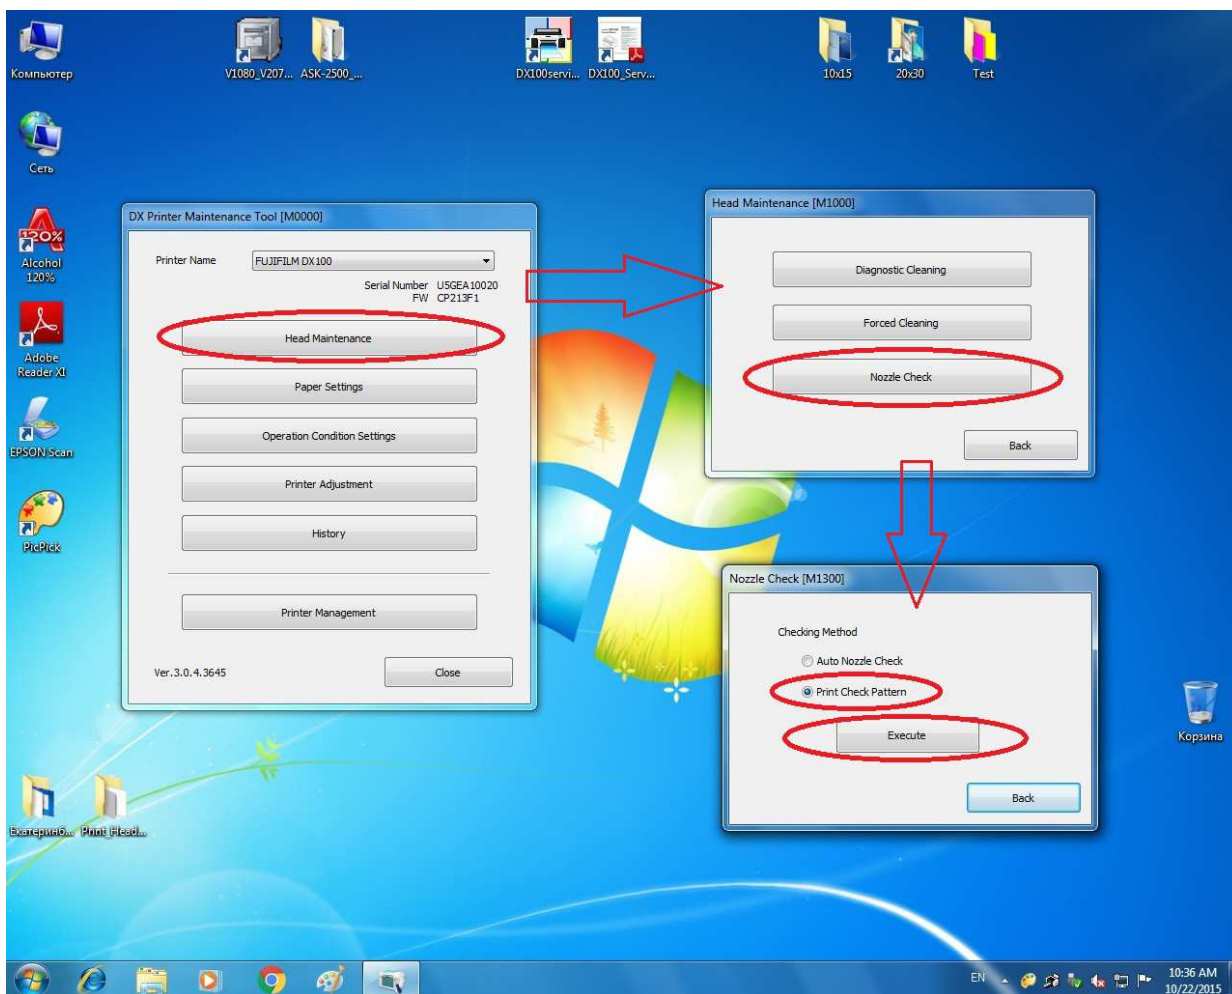 Компьютер
V1080_V207...
ASK-2500_...
DX100servi...
DX100_Serv...
10x15
20x30
Test
Сеть
Alcohol
120%
Adobe
Reader XI
EPSON Scan
PicPick
DX Printer Maintenance Tool [M0000]
Printer Name
FUJIFILM DX100
Serial Number U5GEA10020
FW CP213F1
Head Maintenance
Paper Settings
Operation Condition Settings
Printer Adjustment
History
Printer Management
Ver.3.0.4.3645
Close
Head Maintenance [M1000]
Diagnostic Cleaning
Forced Cleaning
Nozzle Check
Back
Nozzle Check [M1300]
Checking Method
Auto Nozzle Check
Print Check Pattern
Execute
Back
Корзина
Екатеринб...
Print_Head...
EN
10:36 AM
10/22/2015